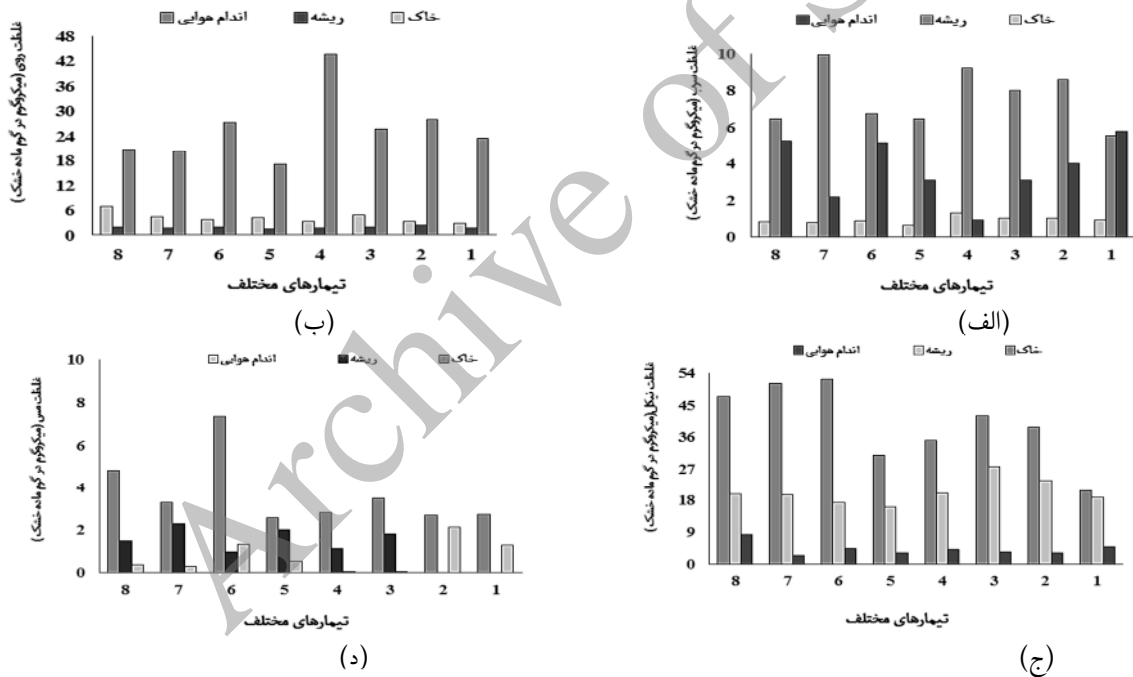 اندام هوایی ریشه خاک
غلظت سرب (میکروگرم در گرم ماده خشک)
10
8
6
4
2
0
8 7 6 5 4 3 2 1
تیمارهای مختلف
(الف)
اندام هوایی ریشه خاک
غلظت روی (میکروگرم در گرم ماده خشک)
48
42
36
30
24
18
12
6
0
8 7 6 5 4 3 2 1
تیمارهای مختلف
(ب)
اندام هوایی ریشه خاک
غلظت نیکل (میکروگرم در گرم ماده خشک)
54
45
36
27
18
9
0
8 7 6 5 4 3 2 1
تیمارهای مختلف
(ج)
اندام هوایی ریشه خاک
غلظت مس (میکروگرم در گرم ماده خشک)
10
8
6
4
2
0
8 7 6 5 4 3 2 1
تیمارهای مختلف
(د)
Archive of